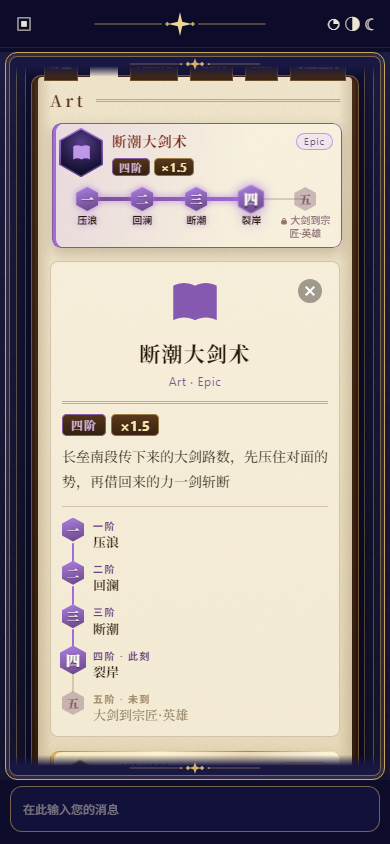 Art
断潮大剑术
Epic
四阶 ×1.5
一 二 三 四 五
压浪 回澜 断潮 裂岸 大剑到宗
匠·英雄
断潮大剑术
Art · Epic
四阶 ×1.5
长垒南段传下来的大剑路数，先压住对面的
势，再借回来的力一剑斩断
一 一阶
压浪
二 二阶
回澜
三 三阶
断潮
四 四阶 · 此刻
裂岸
五 五阶 · 未到
大剑到宗匠·英雄
在此输入您的消息